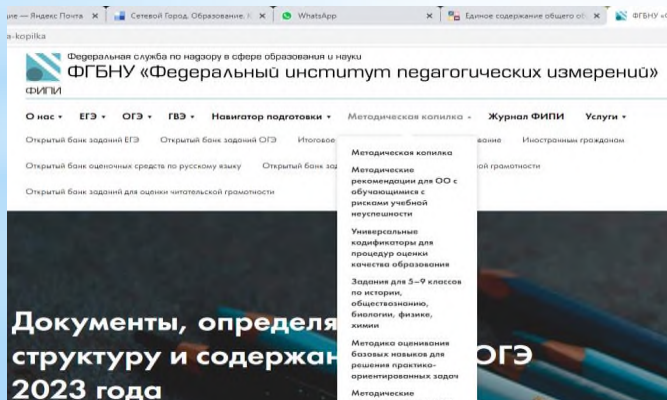 ие — Яндекс Почта
Сетевой Город. Образование.
WhatsApp
Единое содержание общего об
ФГБНУ «Ф
a-kopilka
Федеральная служба по надзору в сфере образования и науки
ФГБНУ «Федеральный институт педагогических измерений»
ФИПИ
О нас ЕГЭ ОГЭ ГВЭ Навигатор подготовки Методическая копилка Журнал ФИПИ Услуги
Открытый банк заданий ЕГЭ Открытый банк заданий ОГЭ Итоговое вание Иностранным гражданам
Открытый банк оценочных средств по русскому языку Открытый банк зад ой грамотности
Открытый банк заданий для оценки читательской грамотности
Методическая копилка
Методические
рекомендации для ОО с
обучающимися с
рисками учебной
неуспешности
Универсальные
кодификаторы для
процедур оценки
качества образования
Задания для 5–9 классов
по истории,
обществознанию,
биологии, физике,
химии
Методика оценивания
базовых навыков для
решения практико-
ориентированных задач
Методические
Документы, определя
структуру и содержан ОГЭ
2023 года